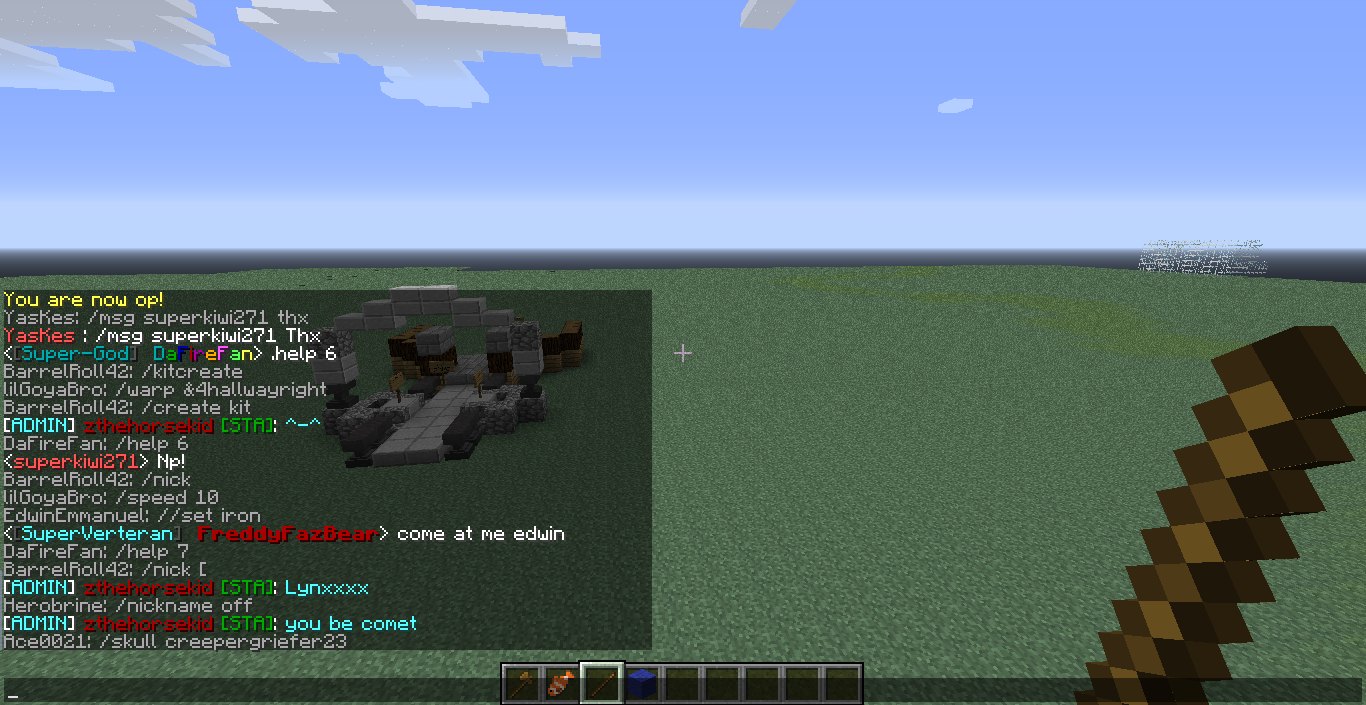 You are now op!
YasKes: /msg superkiwi271 thx
YasKes : /msg superkiwi271 Thx
<[Super-God] DaFireFan> .help 6
BarrelRoll42: /kitcreate
lilGoyaBro: /warp &4hallwayright
BarrelRoll42: /create kit
[ADMIN] zthehorsekid [STA]: ^-^
DaFireFan: /help 6
<superkiwi271> Np!
BarrelRoll42: /nick
lilGoyaBro: /speed 10
EdwinEmmanuel: //set iron
<[SuperVerteran] FreddyFazBear> come at me edwin
DaFireFan: /help 7
BarrelRoll42: /nick [
[ADMIN] zthehorsekid [STA]: Lynxxxx
Herobrine: /nickname off
[ADMIN] zthehorsekid [STA]: you be comet
Ace0021: /skull creepergriefer23
_